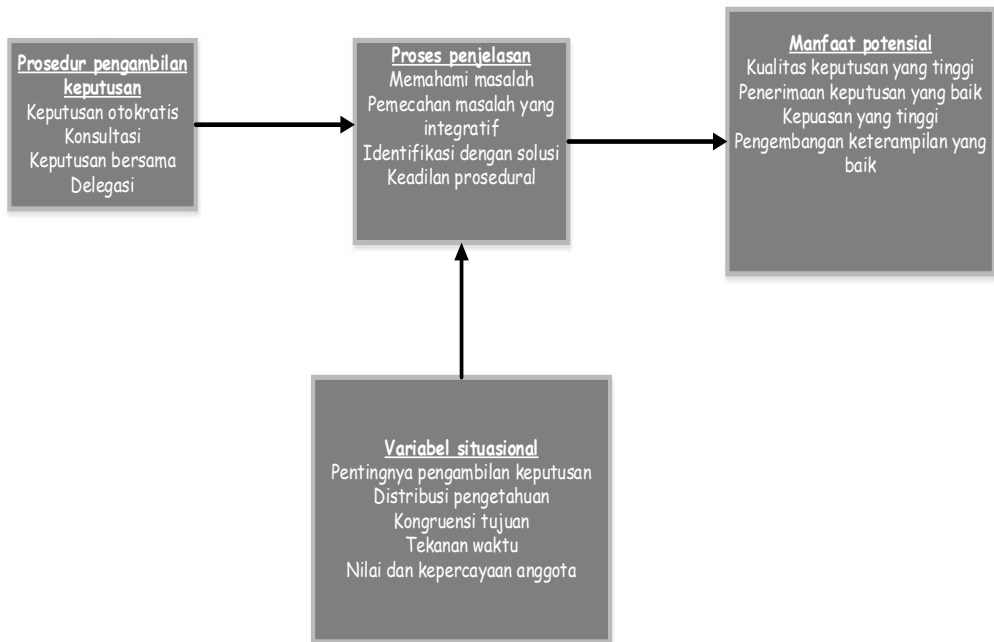 Prosedur pengambilan
keputusan
Keputusan otokratis
Konsultasi
Keputusan bersama
Delegasi
Proses penjelasan
Memahami masalah
Pemecahan masalah yang
integratif
Identifikasi dengan solusi
Keadilan prosedural
Manfaat potensial
Kualitas keputusan yang tinggi
Penerimaan keputusan yang baik
Kepuasan yang tinggi
Pengembangan keterampilan yang
baik
Variabel situasional
Pentingnya pengambilan keputusan
Distribusi pengetahuan
Kongruensi tujuan
Tekanan waktu
Nilai dan kepercayaan anggota